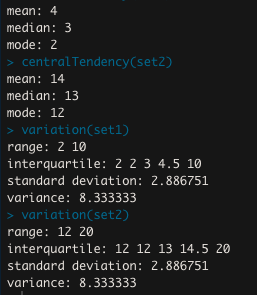 mean: 4
median: 3
mode: 2
> centralTendency(set2)
mean: 14
median: 13
mode: 12
> variation(set1)
range: 2 10
interquartile: 2 2 3 4.5 10
standard deviation: 2.886751
variance: 8.333333
> variation(set2)
range: 12 20
interquartile: 12 12 13 14.5 20
standard deviation: 2.886751
variance: 8.333333